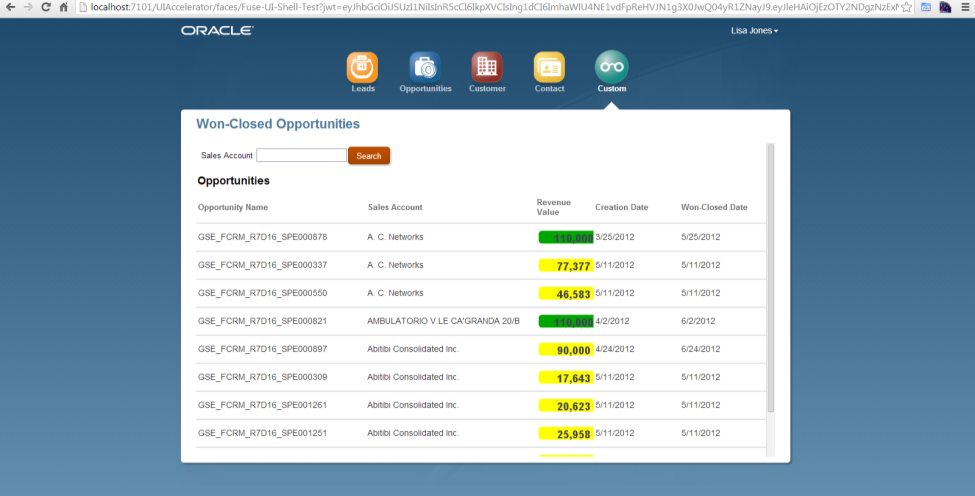 localhost:7101/UIAccelerator/faces/Fuse-UI-Shell-Test?jwt=
ORACLE
Lisa Jones
Leads Opportunities Customer Contact Custom
Won-Closed Opportunities
Sales Account Search
Opportunities
Opportunity Name Sales Account Revenue Value Creation Date Won-Closed Date
GSE_FCRM_R7D16_SPE000878 A. C. Networks 110,000 3/25/2012 5/25/2012
GSE_FCRM_R7D16_SPE000337 A. C. Networks 77,377 5/11/2012 5/11/2012
GSE_FCRM_R7D16_SPE000550 A. C. Networks 46,583 5/11/2012 5/11/2012
GSE_FCRM_R7D16_SPE000821 AMBULATORIO V.LE CA'GRANDA 20/B 110,000 4/2/2012 6/2/2012
GSE_FCRM_R7D16_SPE000897 Abitibi Consolidated Inc. 90,000 4/24/2012 6/24/2012
GSE_FCRM_R7D16_SPE000309 Abitibi Consolidated Inc. 17,643 5/11/2012 5/11/2012
GSE_FCRM_R7D16_SPE001261 Abitibi Consolidated Inc. 20,623 5/11/2012 5/11/2012
GSE_FCRM_R7D16_SPE001251 Abitibi Consolidated Inc. 25,958 5/11/2012 5/11/2012